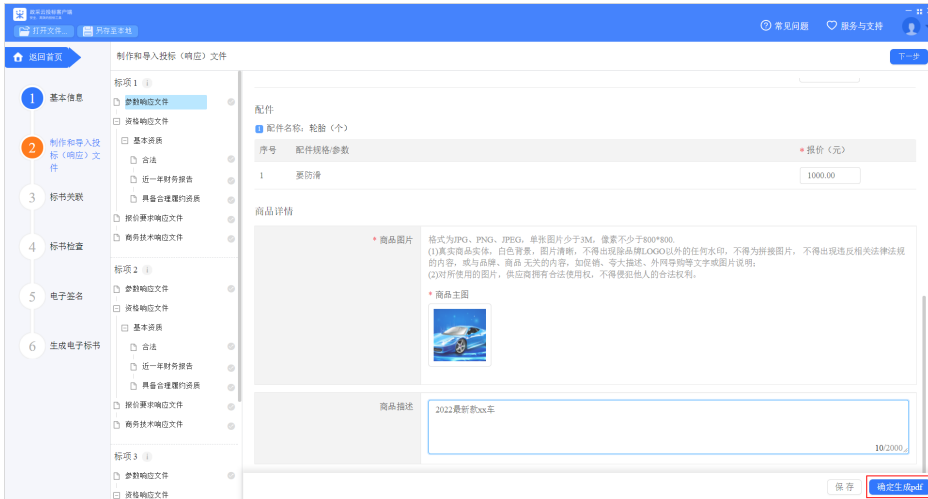 政采云投标客户端
打开文件...
另存至本地
常见问题
服务与支持
返回首页
制作和导入投标（响应）文件
下一步
1 基本信息
2 制作和导入投标（响应）文件
3 标书关联
4 标书检查
5 电子签名
6 生成电子标书
标项 1
参数响应文件
资格响应文件
基本资质
合法
近一年财务报告
具备合理履约资质
报价要求响应文件
商务技术响应文件
标项 2
参数响应文件
资格响应文件
基本资质
合法
近一年财务报告
具备合理履约资质
报价要求响应文件
商务技术响应文件
标项 3
参数响应文件
资格响应文件
配件
1 配件名称：轮胎（个）
序号 配件规格/参数 * 报价（元）
1 要防滑 1000.00
商品详情
* 商品图片
格式为JPG、PNG、JPEG，单张图片少于3M，像素不少于800*800.
(1)真实商品实体，白色背景，图片清晰，不得出现除品牌LOGO以外的任何水印，不得为拼接图片， 不得出现违反相关法律法规
的内容，或与品牌、商品 无关的内容，如促销、夸大描述、外网导购等文字或图片说明;
(2)对所使用的图片，供应商拥有合法使用权，不得侵犯他人的合法权利。
* 商品主图
商品描述
2022最新款xx车
10/2000
保 存
确定生成pdf